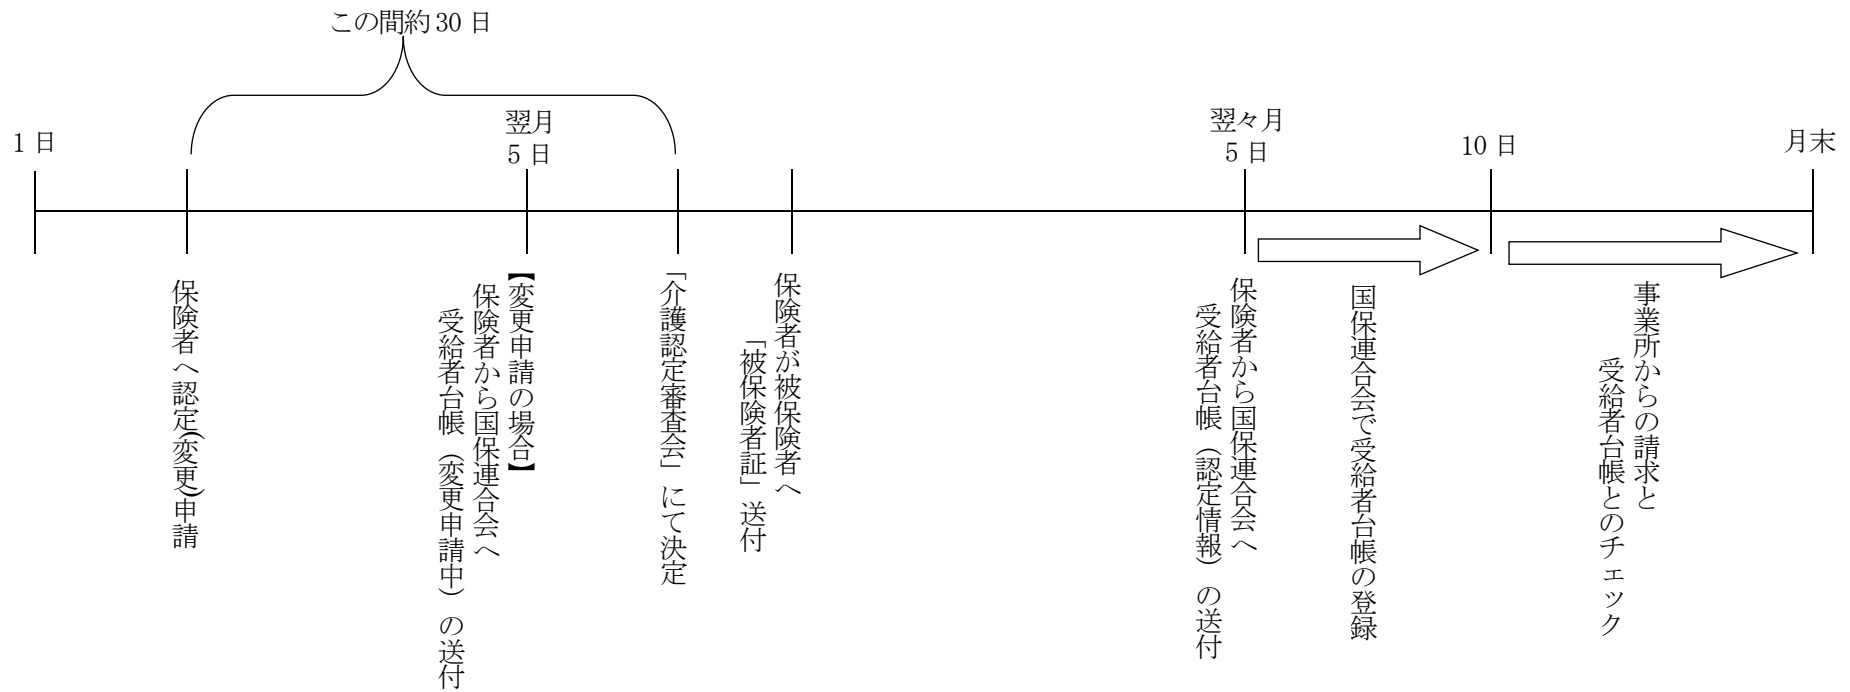 この間約30日
1日
翌月
5日
翌々月
5日
10日
月末
保険者へ認定(変更)申請
【変更申請の場合】
保険者から国保連合会へ
受給者台帳（変更申請中）の送付
「介護認定審査会」にて決定
保険者が被保険者へ
「被保険者証」送付
保険者から国保連合会へ
受給者台帳（認定情報）の送付
国保連合会で受給者台帳の登録
事業所からの請求と
受給者台帳とのチェック